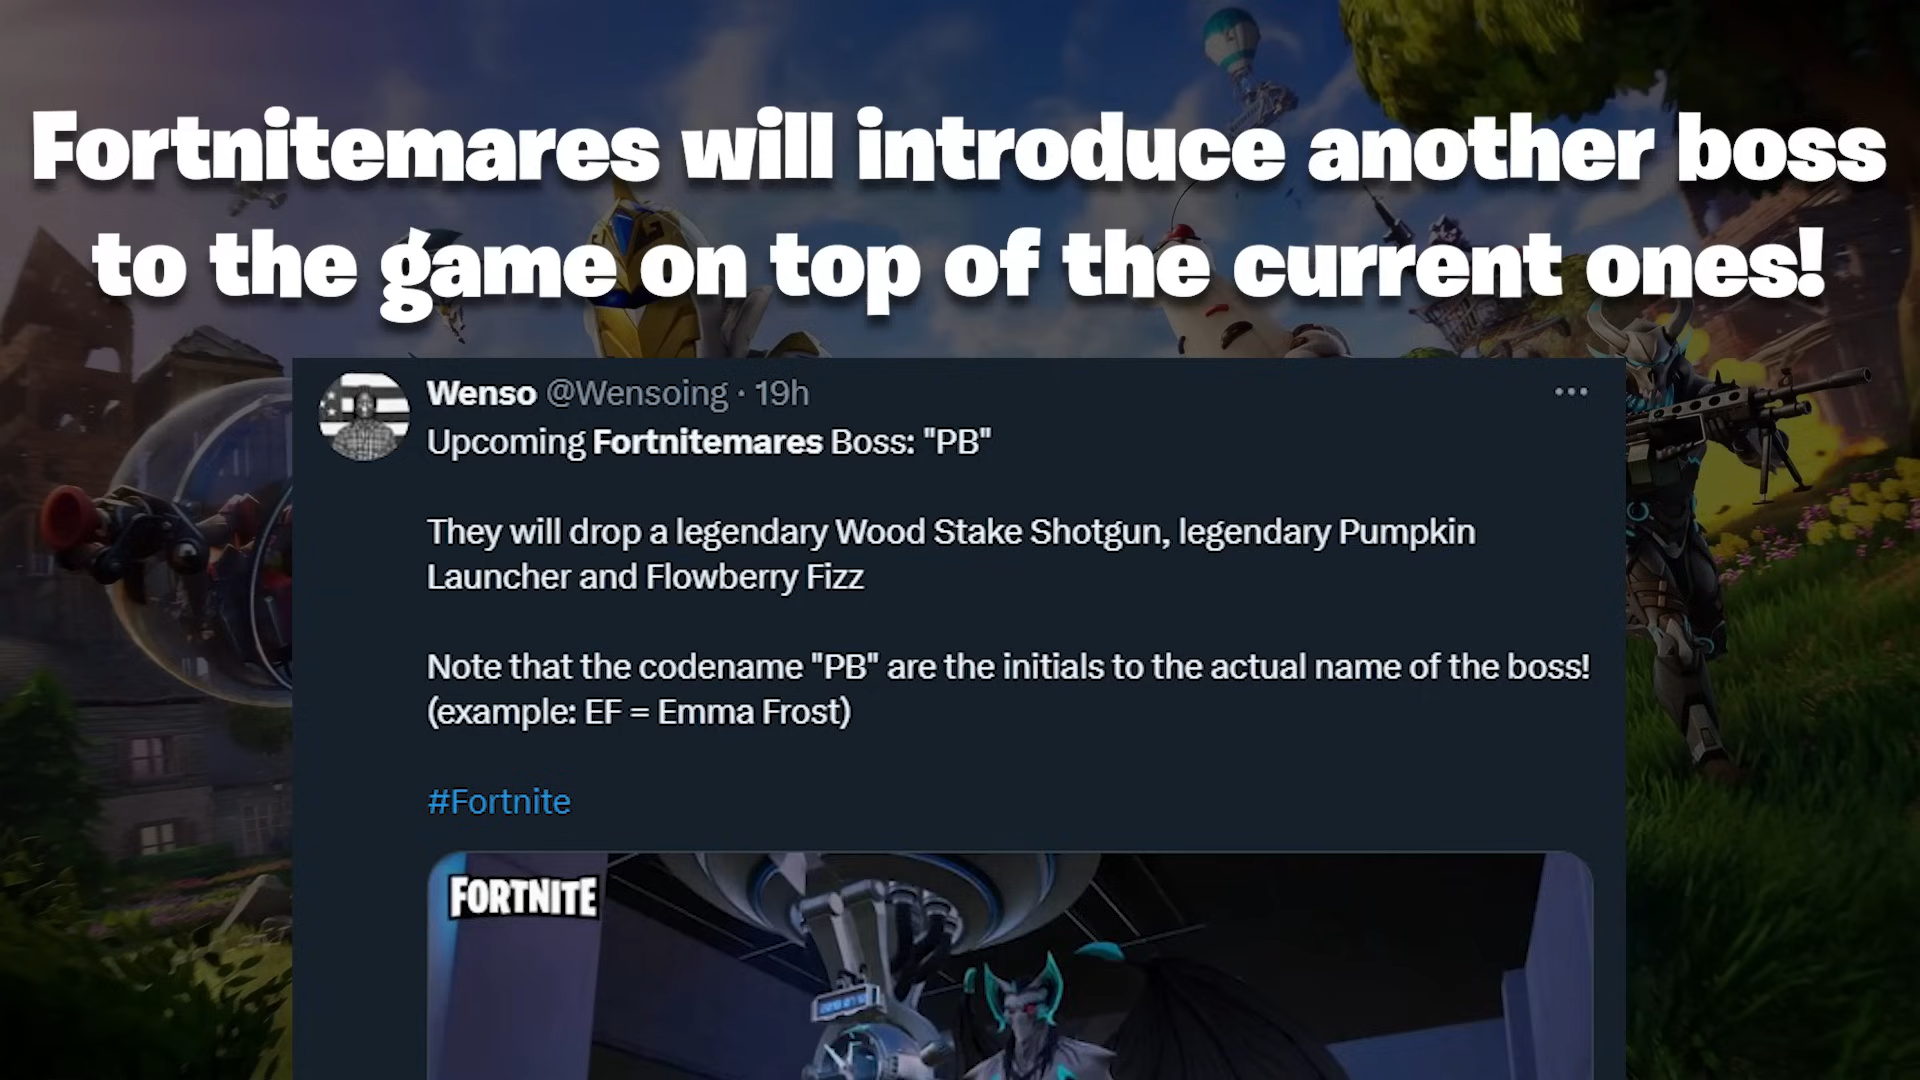 Fortnitemares will introduce another boss
to the game on top of the current ones!
Wenso @Wensoing · 19h
Upcoming Fortnitemares Boss: "PB"
They will drop a legendary Wood Stake Shotgun, legendary Pumpkin
Launcher and Flowberry Fizz
Note that the codename "PB" are the initials to the actual name of the boss!
(example: EF = Emma Frost)
#Fortnite
FORTNITE